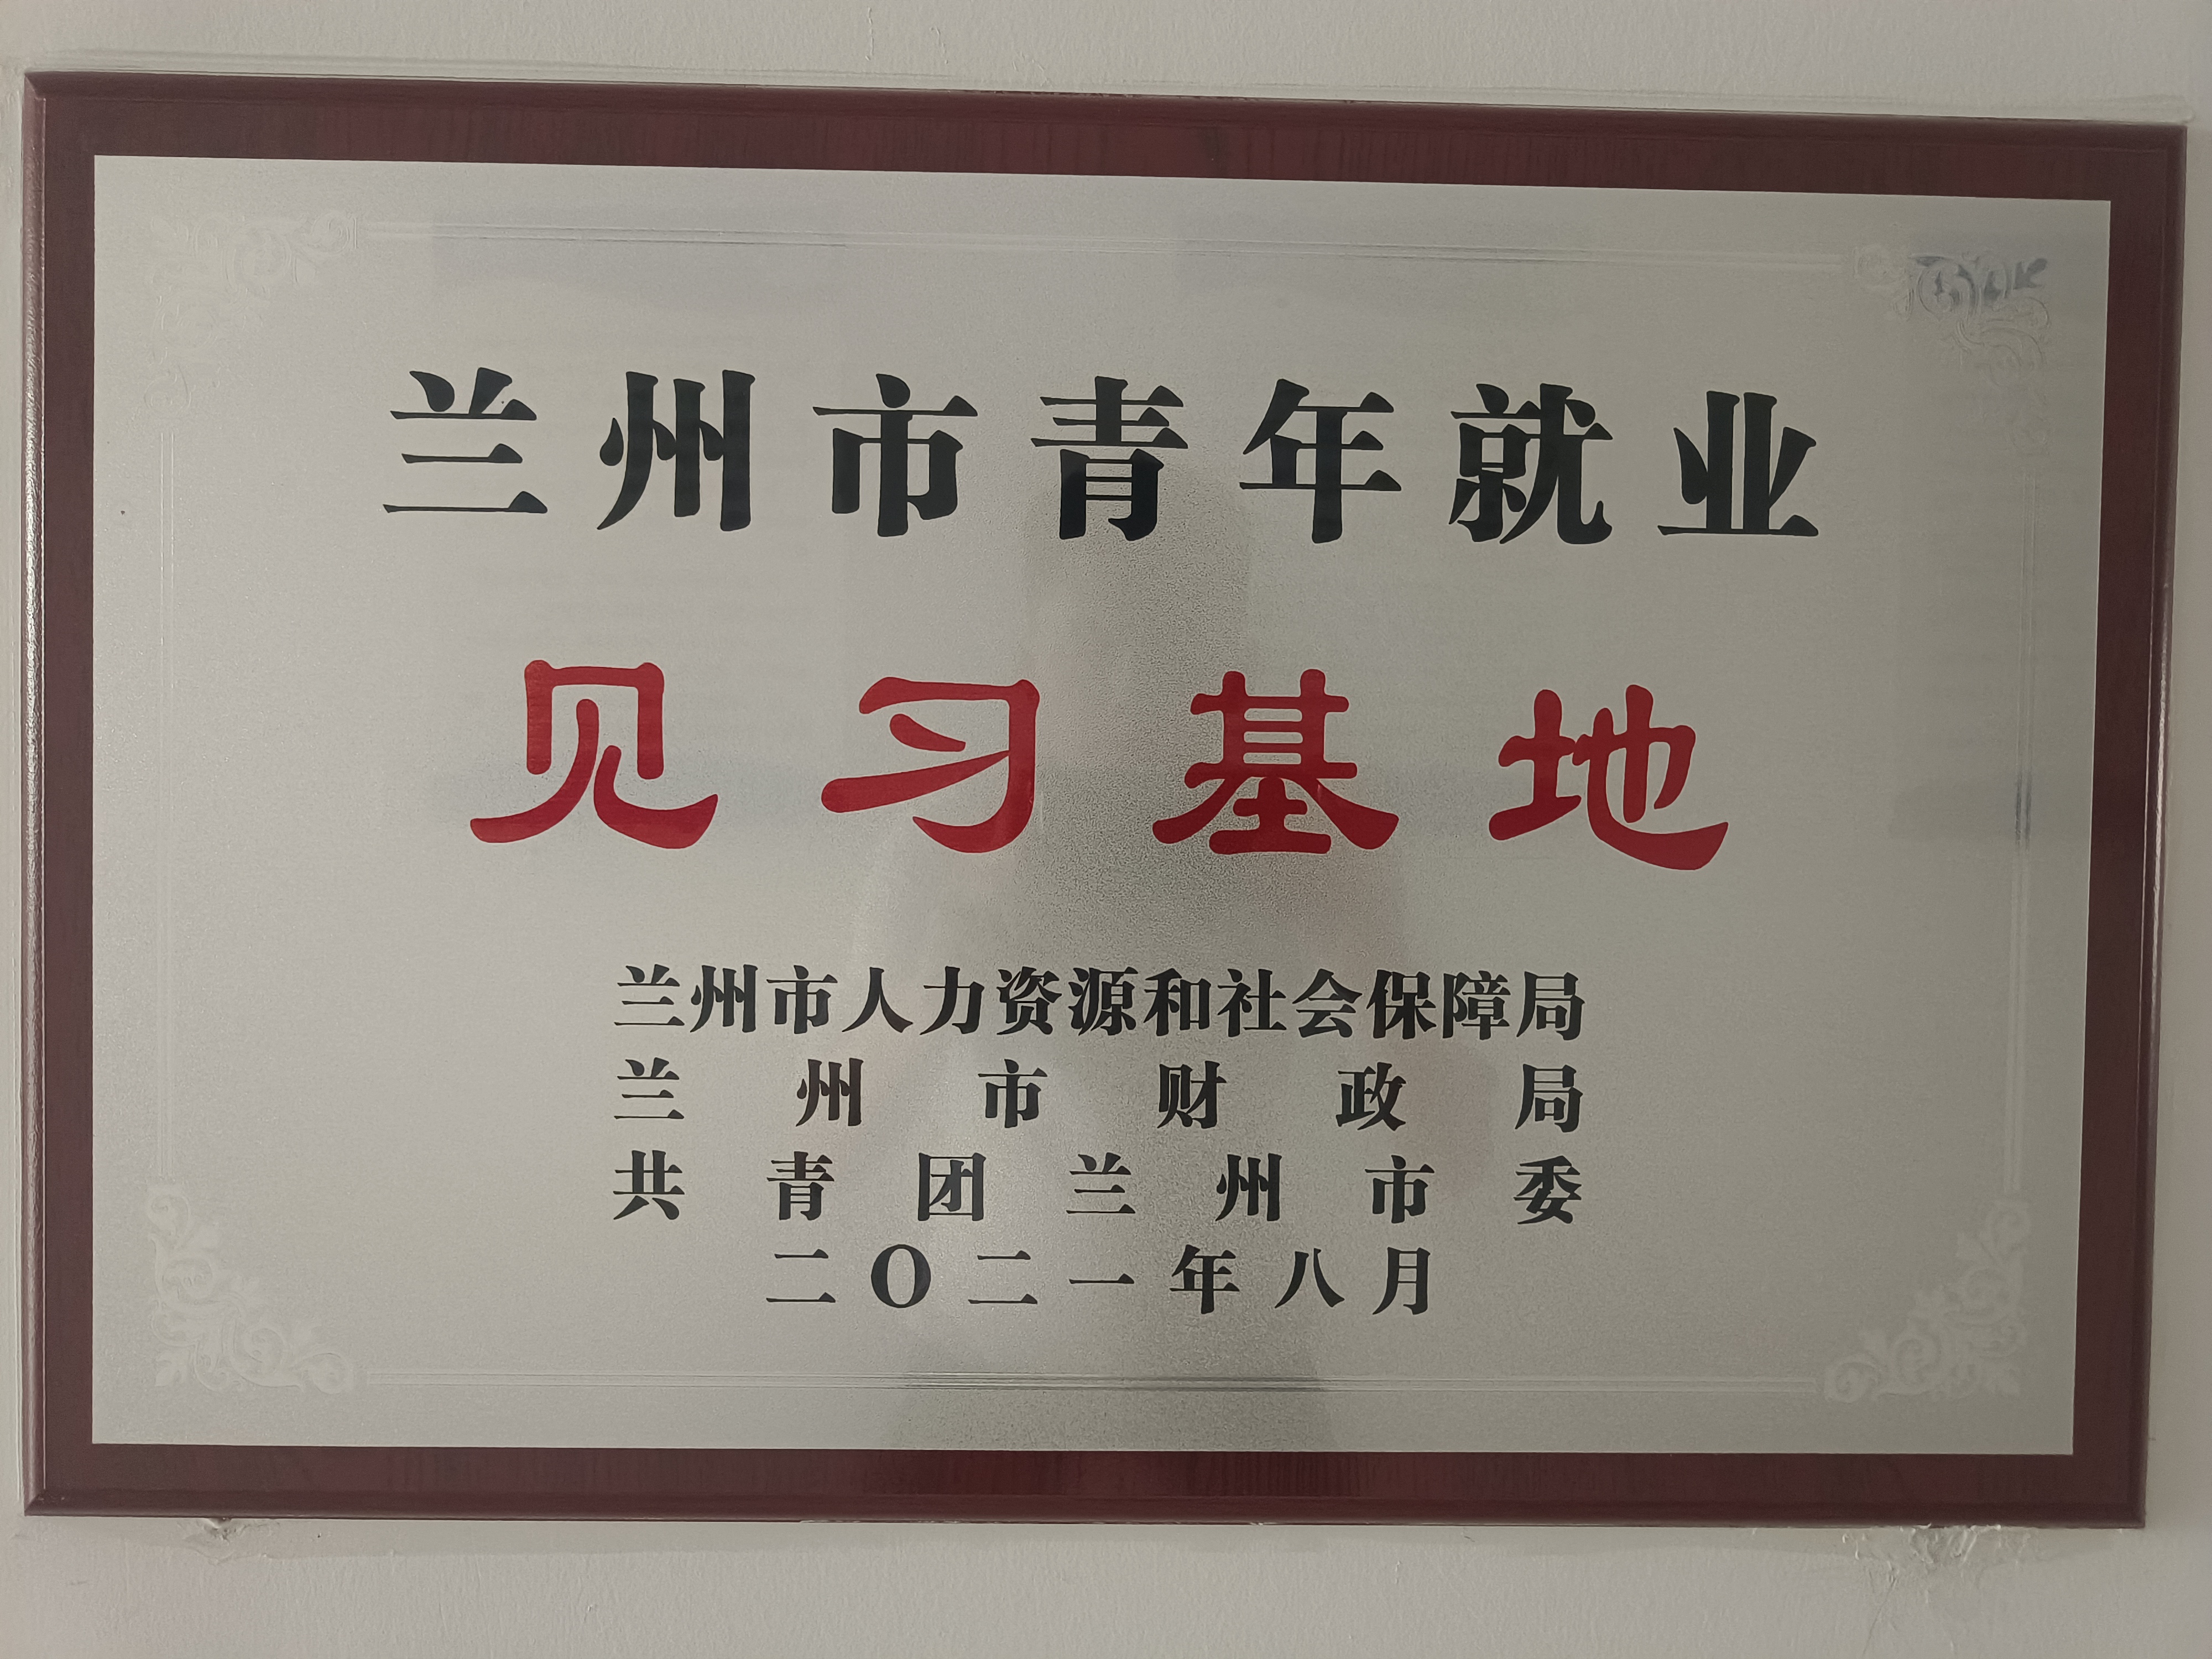 兰州市青年就业
见习基地
兰州市人力资源和社会保障局
兰州市财政局
共青团兰州市委
二〇二一年八月